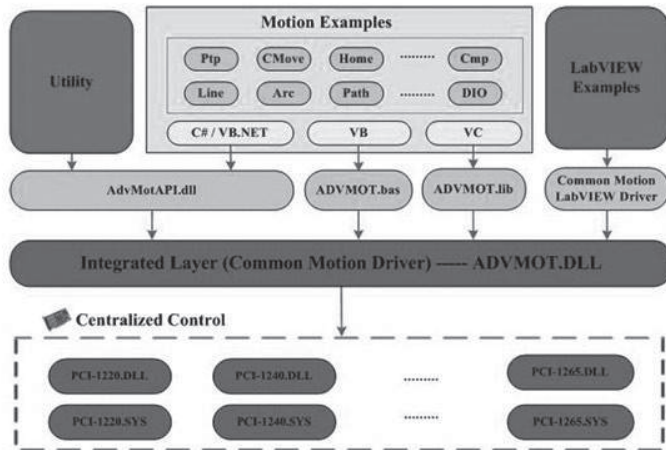 Motion Examples
Utility
Ptp CMove Home ......... Cmp
Line Arc Path ......... DIO
LabVIEW
Examples
C# / VB.NET VB VC
AdvMotAPI.dll ADVMOT.bas ADVMOT.lib
Common Motion
LabVIEW Driver
Integrated Layer (Common Motion Driver) ----- ADVMOT.DLL
Centralized Control
PCI-1220.DLL PCI-1240.DLL ......... PCI-1265.DLL
PCI-1220.SYS PCI-1240.SYS ......... PCI-1265.SYS